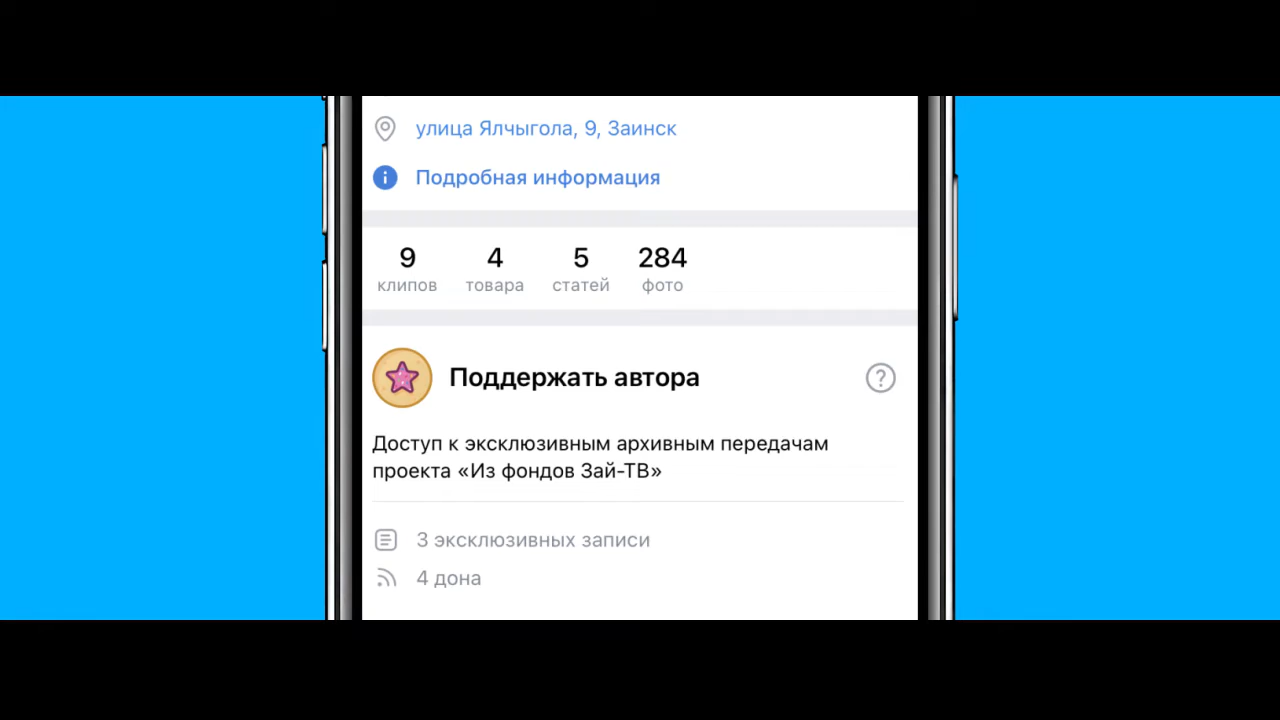 улица Ялчыгола, 9, Заинск
Подробная информация
9 4 5 284
клипов товара статей фото
Поддержать автора
Доступ к эксклюзивным архивным передачам
проекта «Из фондов Зай-ТВ»
3 эксклюзивных записи
4 дона